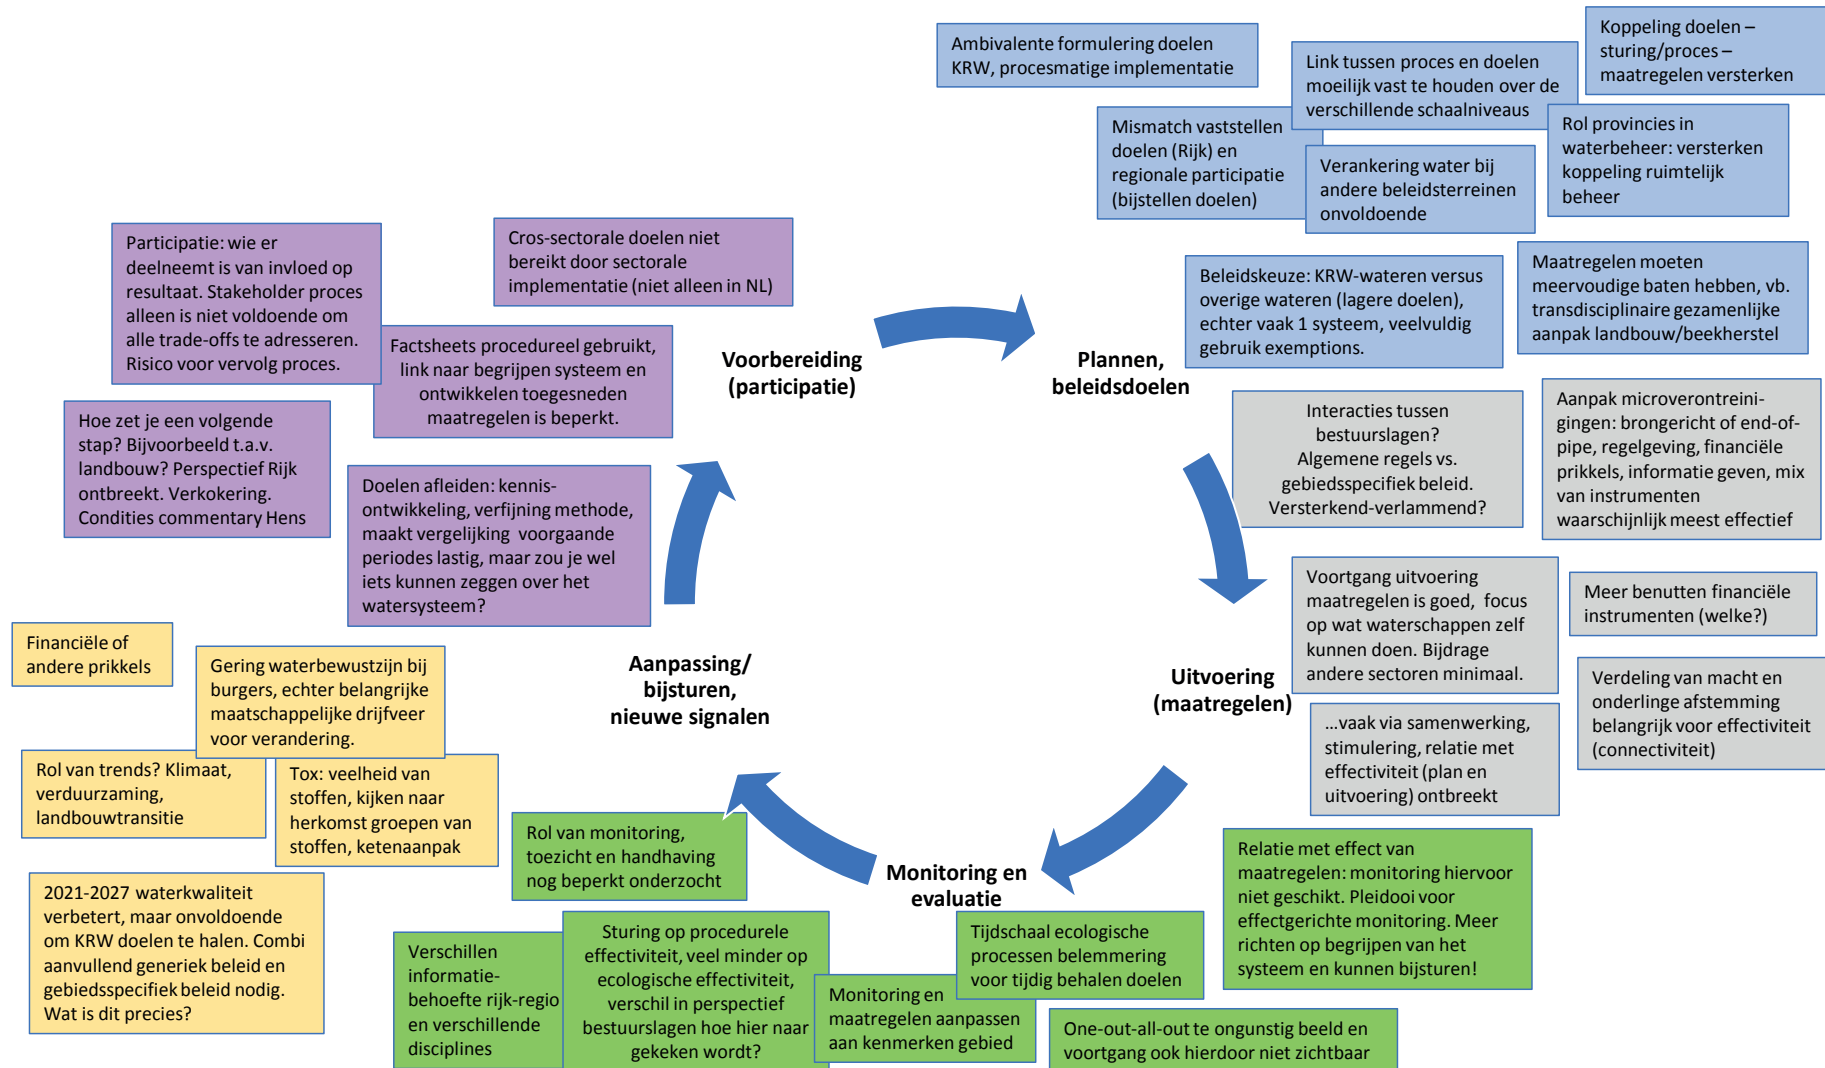 Ambivalente formulering doelen
KRW, procesmatige implementatie
Link tussen proces en doelen
moeilijk vast te houden over de
verschillende schaalniveaus
Koppeling doelen –
sturing/proces –
maatregelen versterken
Mismatch vaststellen
doelen (Rijk) en
regionale participatie
(bijstellen doelen)
Verankering water bij
andere beleidsterreinen
onvoldoende
Rol provincies in
waterbeheer: versterken
koppeling ruimtelijk
beheer
Beleidskeuze: KRW-wateren versus
overige wateren (lagere doelen),
echter vaak 1 systeem, veelvuldig
gebruik exemptions.
Maatregelen moeten
meervoudige baten hebben, vb.
transdisciplinaire gezamenlijke
aanpak landbouw/beekherstel
Participatie: wie er
deelneemt is van invloed op
resultaat. Stakeholder proces
alleen is niet voldoende om
alle trade-offs te adresseren.
Risico voor vervolg proces.
Cros-sectorale doelen niet
bereikt door sectorale
implementatie (niet alleen in NL)
Factsheets procedureel gebruikt,
link naar begrijpen systeem en
ontwikkelen toegesneden
maatregelen is beperkt.
Hoe zet je een volgende
stap? Bijvoorbeeld t.a.v.
landbouw? Perspectief Rijk
ontbreekt. Verkokering.
Condities commentary Hens
Doelen afleiden: kennis-
ontwikkeling, verfijning methode,
maakt vergelijking voorgaande
periodes lastig, maar zou je wel
iets kunnen zeggen over het
watersysteem?
Voorbereiding
(participatie)
Plannen,
beleidsdoelen
Interacties tussen
bestuurslagen?
Algemene regels vs.
gebiedsspecifiek beleid.
Versterkend-verlammend?
Aanpak microverontreini-
gingen: brongericht of end-of-
pipe, regelgeving, financiële
prikkels, informatie geven, mix
van instrumenten
waarschijnlijk meest effectief
Voortgang uitvoering
maatregelen is goed, focus
op wat waterschappen zelf
kunnen doen. Bijdrage
andere sectoren minimaal.
Meer benutten financiële
instrumenten (welke?)
Uitvoering
(maatregelen)
Verdeling van macht en
onderlinge afstemming
belangrijk voor effectiviteit
(connectiviteit)
...vaak via samenwerking,
stimulering, relatie met
effectiviteit (plan en
uitvoering) ontbreekt
Aanpassing/
bijsturen,
nieuwe signalen
Financiële of
andere prikkels
Gering waterbewustzijn bij
burgers, echter belangrijke
maatschappelijke drijfveer
voor verandering.
Rol van trends? Klimaat,
verduurzaming,
landbouwtransitie
Tox: veelheid van
stoffen, kijken naar
herkomst groepen van
stoffen, ketenaanpak
2021-2027 waterkwaliteit
verbetert, maar onvoldoende
om KRW doelen te halen. Combi
aanvullend generiek beleid en
gebiedsspecifiek beleid nodig.
Wat is dit precies?
Rol van monitoring,
toezicht en handhaving
nog beperkt onderzocht
Monitoring en
evaluatie
Relatie met effect van
maatregelen: monitoring hiervoor
niet geschikt. Pleidooi voor
effectgerichte monitoring. Meer
richten op begrijpen van het
systeem en kunnen bijsturen!
Verschillen
informatie-
behoefte rijk-regio
en verschillende
disciplines
Sturing op procedurele
effectiviteit, veel minder op
ecologische effectiviteit,
verschil in perspectief
bestuurslagen hoe hier naar
gekeken wordt?
Tijdschaal ecologische
processen belemmering
voor tijdig behalen doelen
Monitoring en
maatregelen aanpassen
aan kenmerken gebied
One-out-all-out te ongunstig beeld en
voortgang ook hierdoor niet zichtbaar